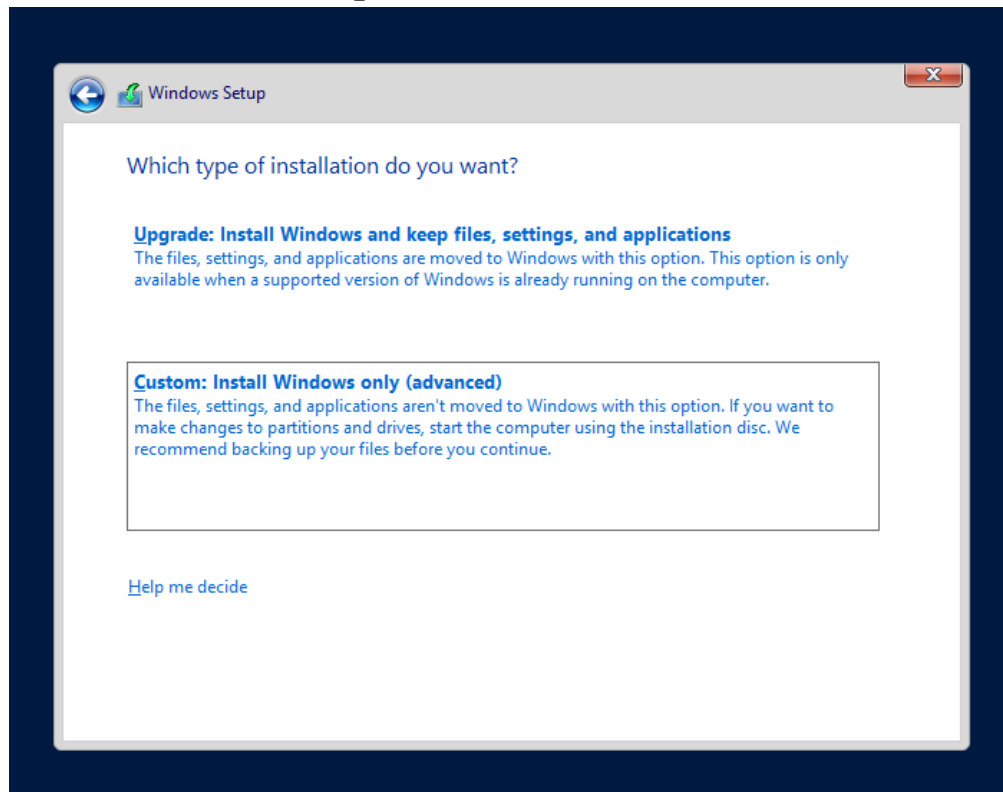 Windows Setup
Which type of installation do you want?
Upgrade: Install Windows and keep files, settings, and applications
The files, settings, and applications are moved to Windows with this option. This option is only
available when a supported version of Windows is already running on the computer.
Custom: Install Windows only (advanced)
The files, settings, and applications aren't moved to Windows with this option. If you want to
make changes to partitions and drives, start the computer using the installation disc. We
recommend backing up your files before you continue.
Help me decide